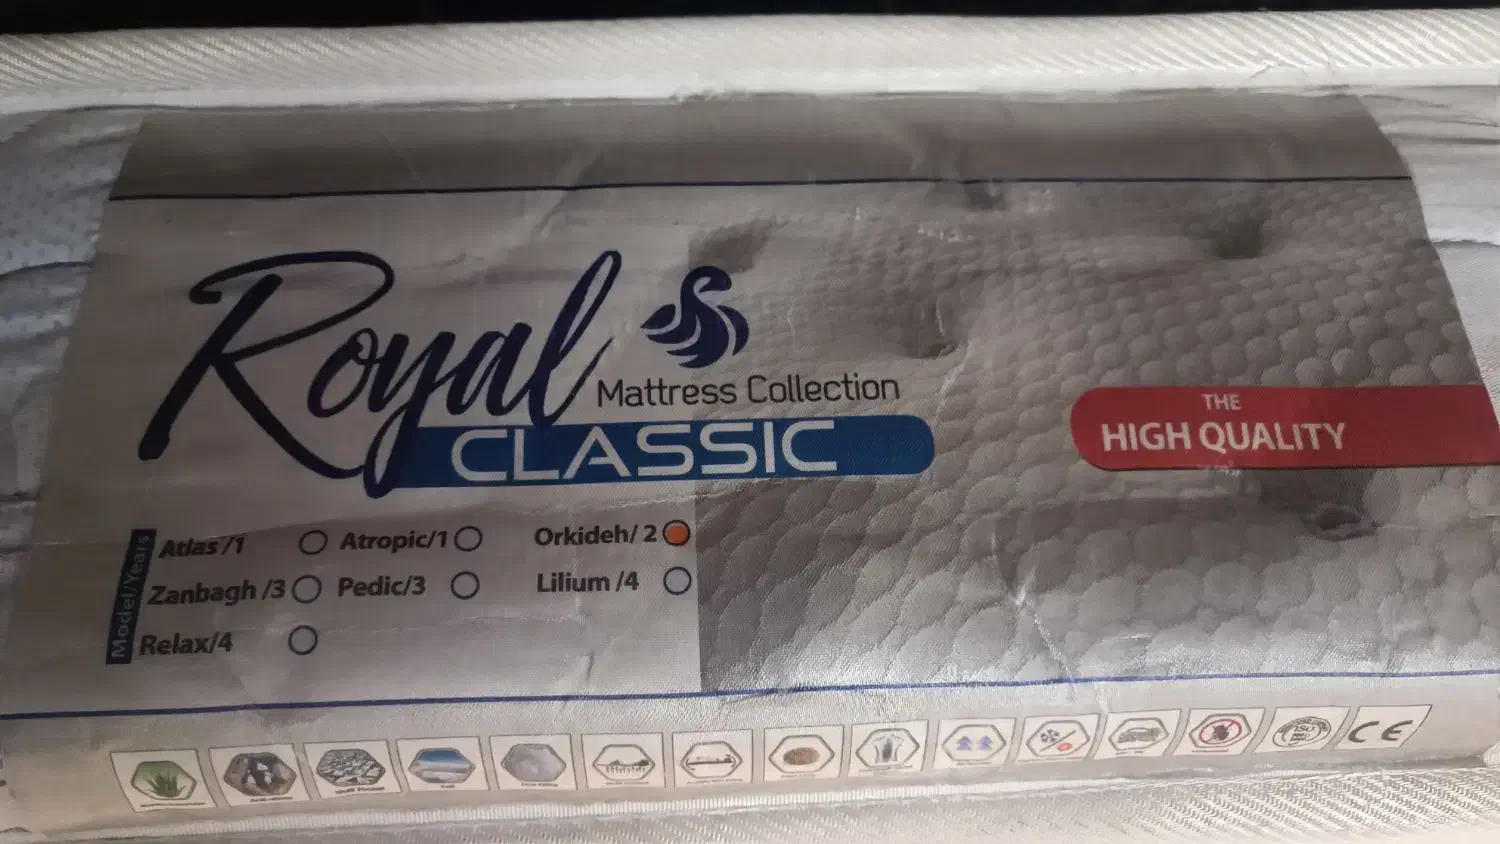 Royal
Mattress Collection
CLASSIC
THE
HIGH QUALITY
Model/Years
Atlas /1 Atropic/1 Orkideh/ 2
Zanbagh /3 Pedic/3 Lilium /4
Relax/4
ISO
CE